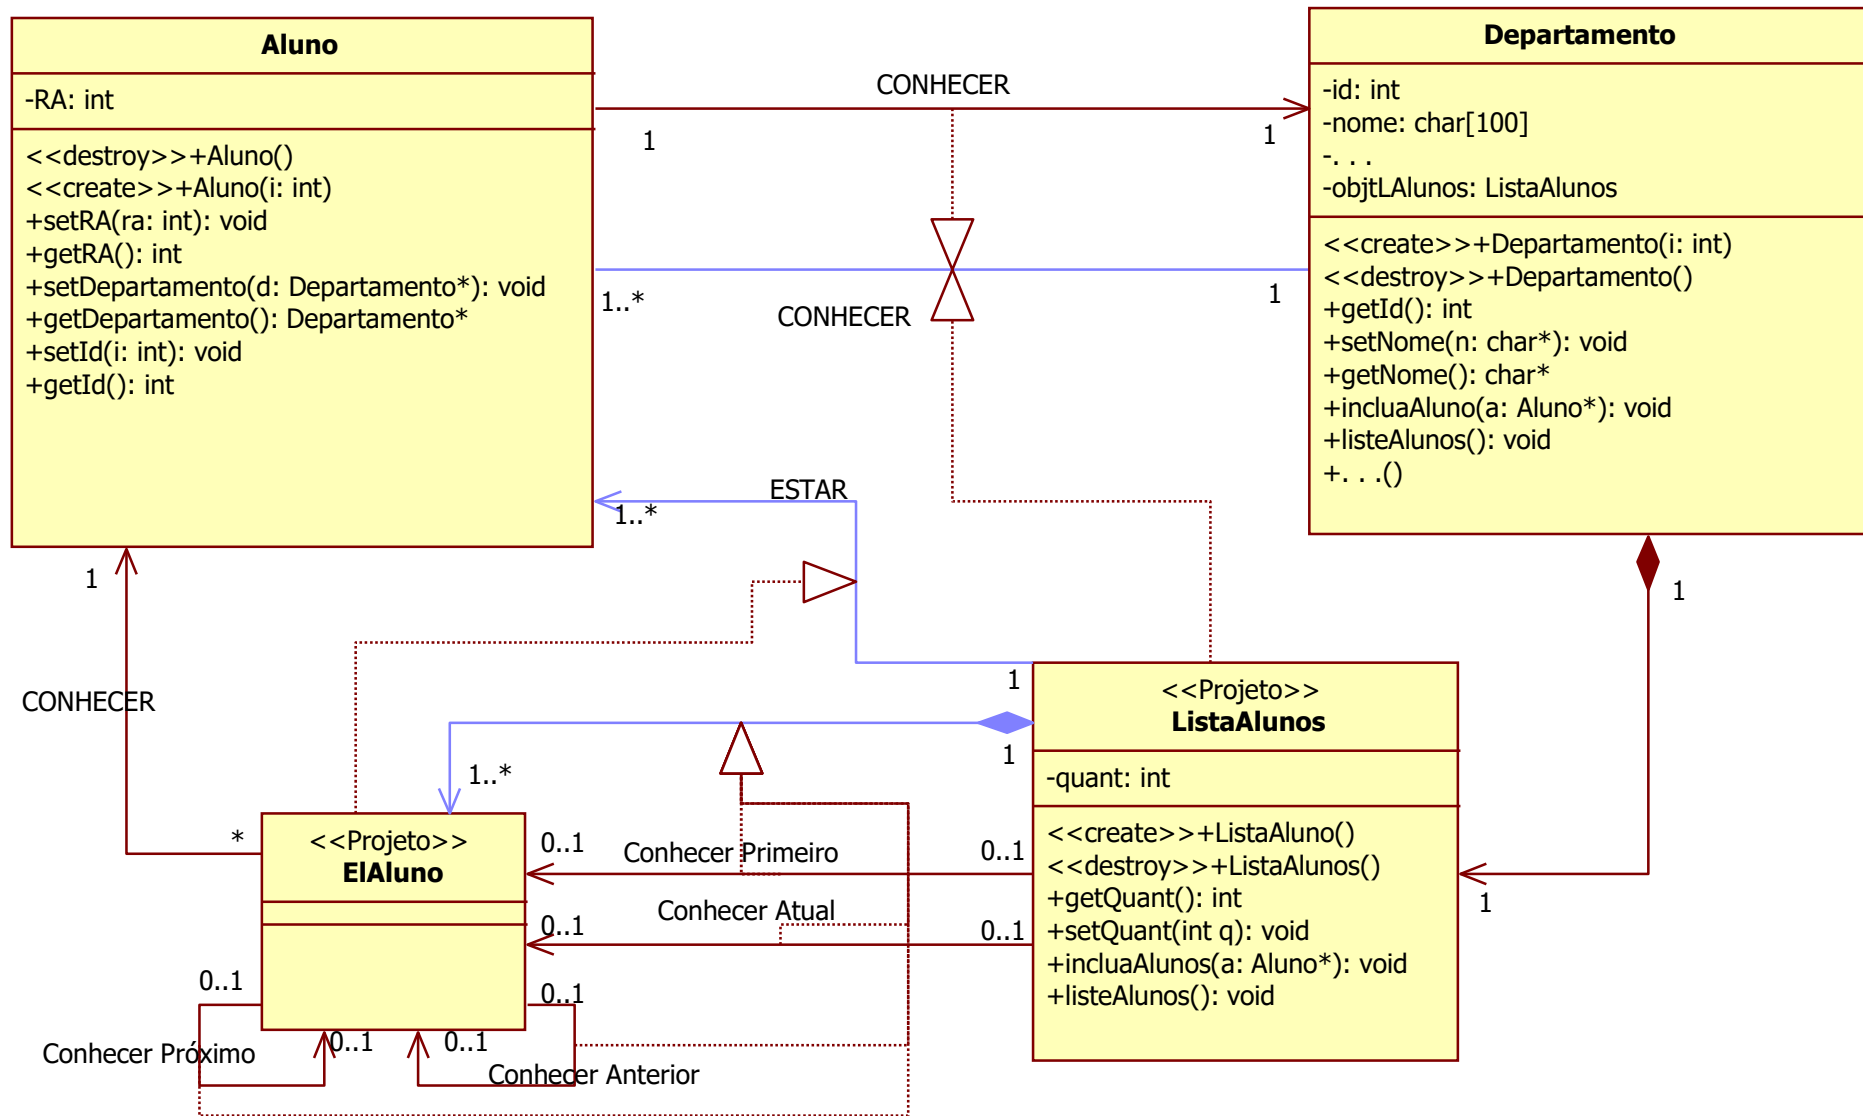 Aluno
-RA: int
<<destroy>>+Aluno()
<<create>>+Aluno(i: int)
+setRA(ra: int): void
+getRA(): int
+setDepartamento(d: Departamento*): void
+getDepartamento(): Departamento*
+setId(i: int): void
+getId(): int
CONHECER
1
1
1..*
1
CONHECER
Departamento
-id: int
-nome: char[100]
-. . .
-objtLAlunos: ListaAlunos
<<create>>+Departamento(i: int)
<<destroy>>+Departamento()
+getId(): int
+setNome(n: char*): void
+getNome(): char*
+incluaAluno(a: Aluno*): void
+listeAlunos(): void
+. . .()
ESTAR
1..*
1
1
1
CONHECER
*
1..*
1
1
<<Projeto>>
ListaAlunos
-quant: int
<<create>>+ListaAluno()
<<destroy>>+ListaAlunos()
+getQuant(): int
+setQuant(int q): void
+incluaAlunos(a: Aluno*): void
+listeAlunos(): void
<<Projeto>>
ElAluno
0..1
Conhecer Primeiro
0..1
0..1
Conhecer Atual
0..1
0..1
0..1
Conhecer Próximo
0..1
0..1
Conhecer Anterior